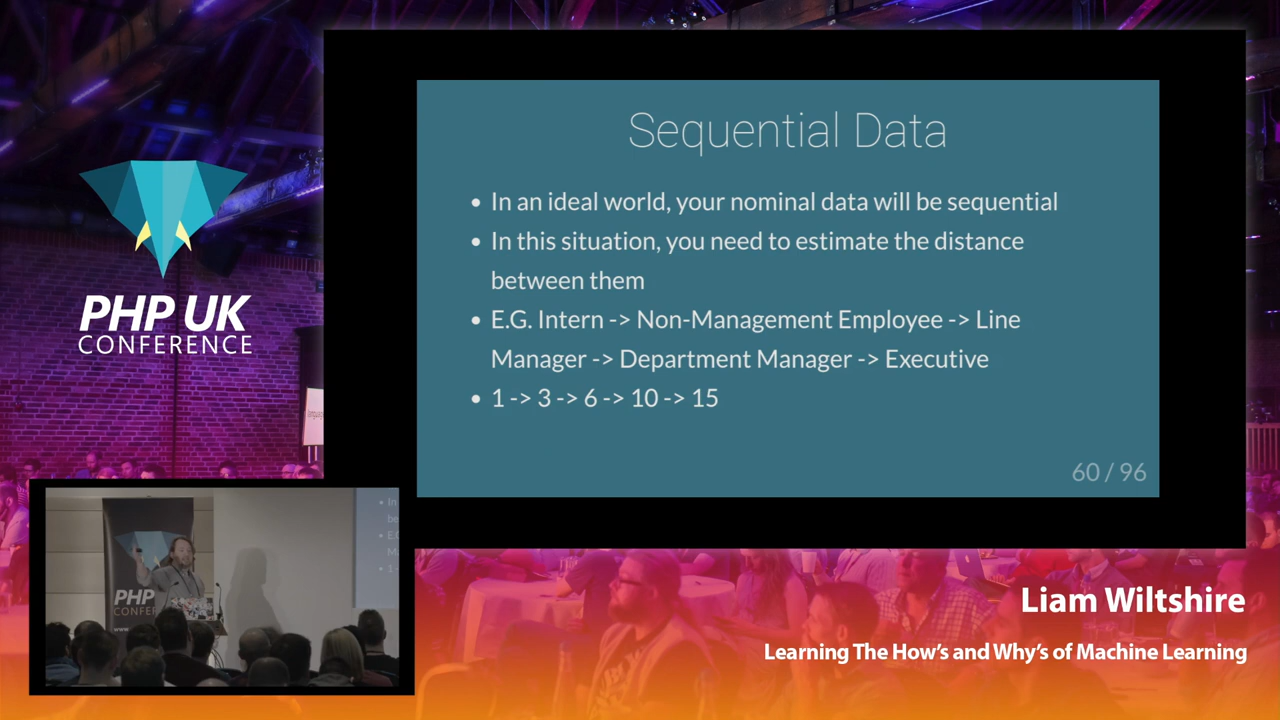 Sequential Data
• In an ideal world, your nominal data will be sequential
• In this situation, you need to estimate the distance
between them
• E.G. Intern -> Non-Management Employee -> Line
Manager -> Department Manager -> Executive
• 1 -> 3 -> 6 -> 10 -> 15
60 / 96
PHP UK
CONFERENCE
PHP
CONFE
Liam Wiltshire
Learning The How's and Why's of Machine Learning